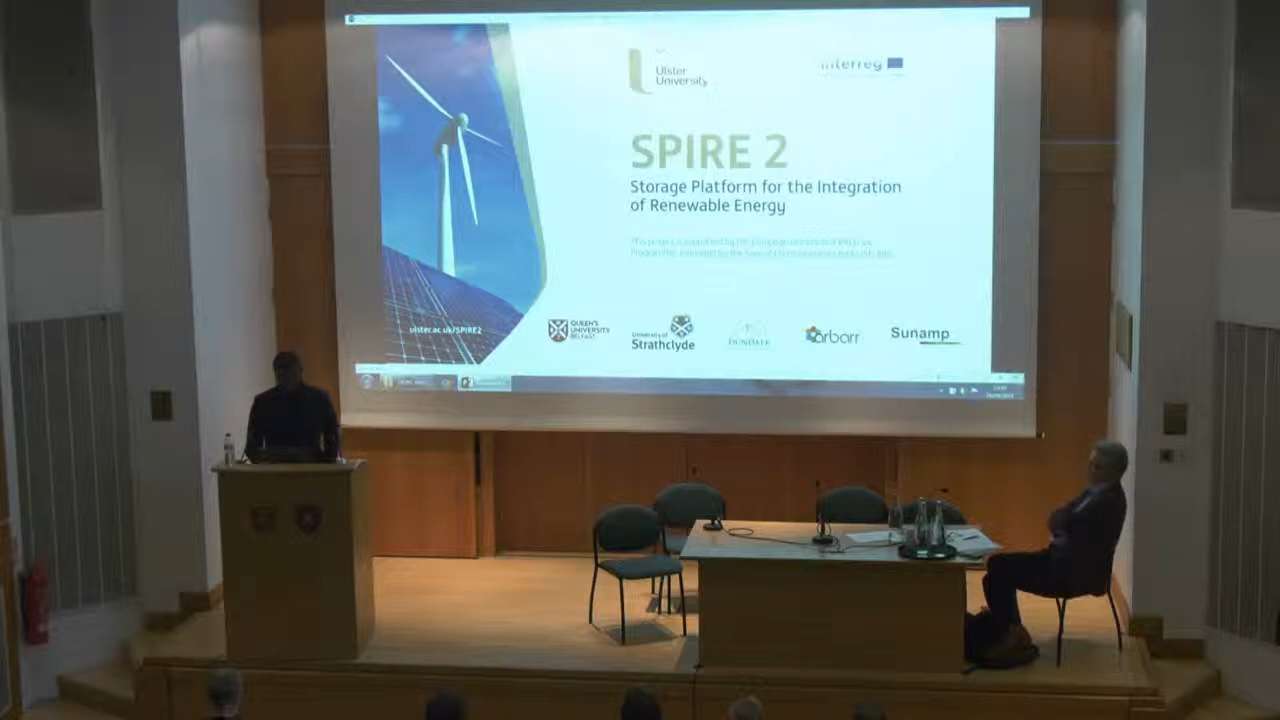 Ulster
University
interreg
SPIRE 2
Storage Platform for the Integration
of Renewable Energy
ulster.ac.uk/SPIRE2
QUEEN'S
UNIVERSITY
BELFAST
University of
Strathclyde
DUNDALK
arbarr
Sunamp